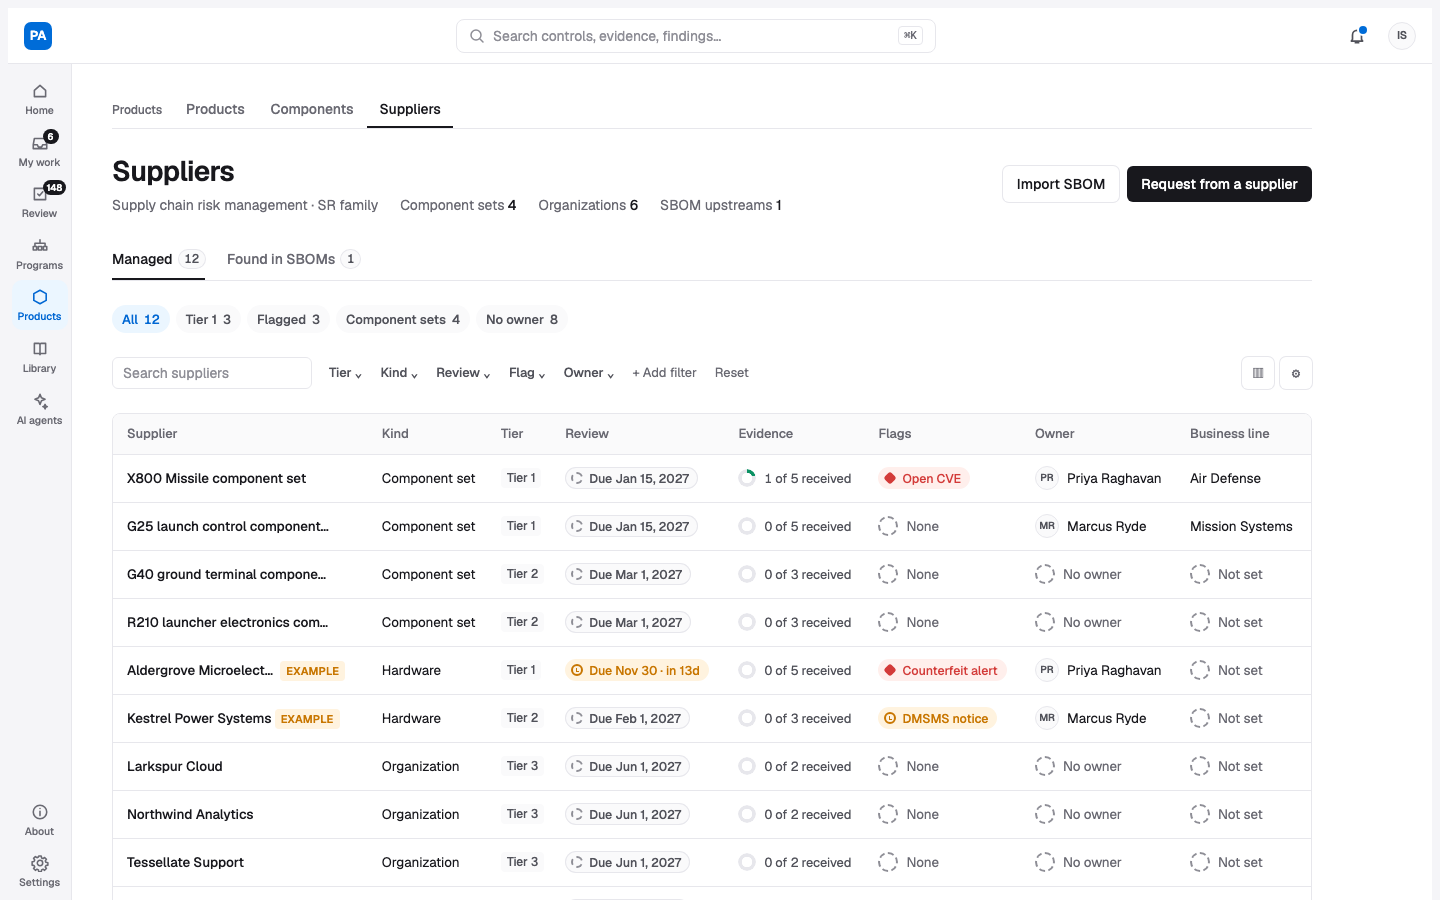 PA
Search controls, evidence, findings...
⌘K
IS
Home
6
My work
148
Review
Programs
Products
Library
AI agents
About
Settings
Products Products Components Suppliers
Suppliers
Supply chain risk management · SR family Component sets 4 Organizations 6 SBOM upstreams 1
Import SBOM
Request from a supplier
Managed 12 Found in SBOMs 1
All 12 Tier 1 3 Flagged 3 Component sets 4 No owner 8
Search suppliers Tier Kind Review Flag Owner + Add filter Reset
Supplier Kind Tier Review Evidence Flags Owner Business line
X800 Missile component set Component set Tier 1 Due Jan 15, 2027 1 of 5 received Open CVE PR Priya Raghavan Air Defense
G25 launch control component... Component set Tier 1 Due Jan 15, 2027 0 of 5 received None MR Marcus Ryde Mission Systems
G40 ground terminal compone... Component set Tier 2 Due Mar 1, 2027 0 of 3 received None No owner Not set
R210 launcher electronics com... Component set Tier 2 Due Mar 1, 2027 0 of 3 received None No owner Not set
Aldergrove Microelect... EXAMPLE Hardware Tier 1 Due Nov 30 · in 13d 0 of 5 received Counterfeit alert PR Priya Raghavan Not set
Kestrel Power Systems EXAMPLE Hardware Tier 2 Due Feb 1, 2027 0 of 3 received DMSMS notice MR Marcus Ryde Not set
Larkspur Cloud Organization Tier 3 Due Jun 1, 2027 0 of 2 received None No owner Not set
Northwind Analytics Organization Tier 3 Due Jun 1, 2027 0 of 2 received None No owner Not set
Tessellate Support Organization Tier 3 Due Jun 1, 2027 0 of 2 received None No owner Not set